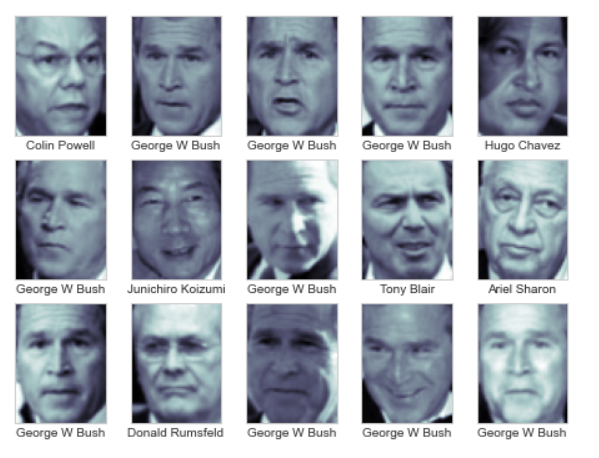 Colin Powell George W Bush George W Bush George W Bush Hugo Chavez
George W Bush Junichiro Koizumi George W Bush Tony Blair Ariel Sharon
George W Bush Donald Rumsfeld George W Bush George W Bush George W Bush